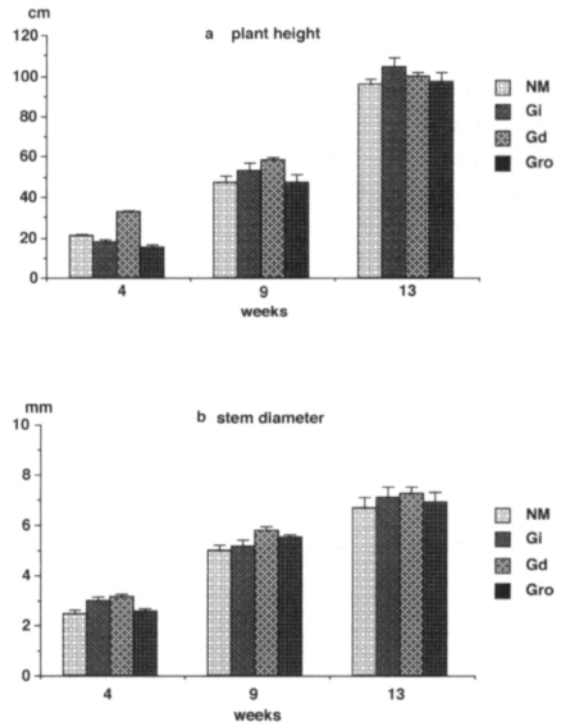 cm
a plant height
120
100
80
60
40
20
0
NM
Gi
Gd
Gro
4 9 13
weeks
mm
b stem diameter
10
8
6
4
2
0
NM
Gi
Gd
Gro
4 9 13
weeks